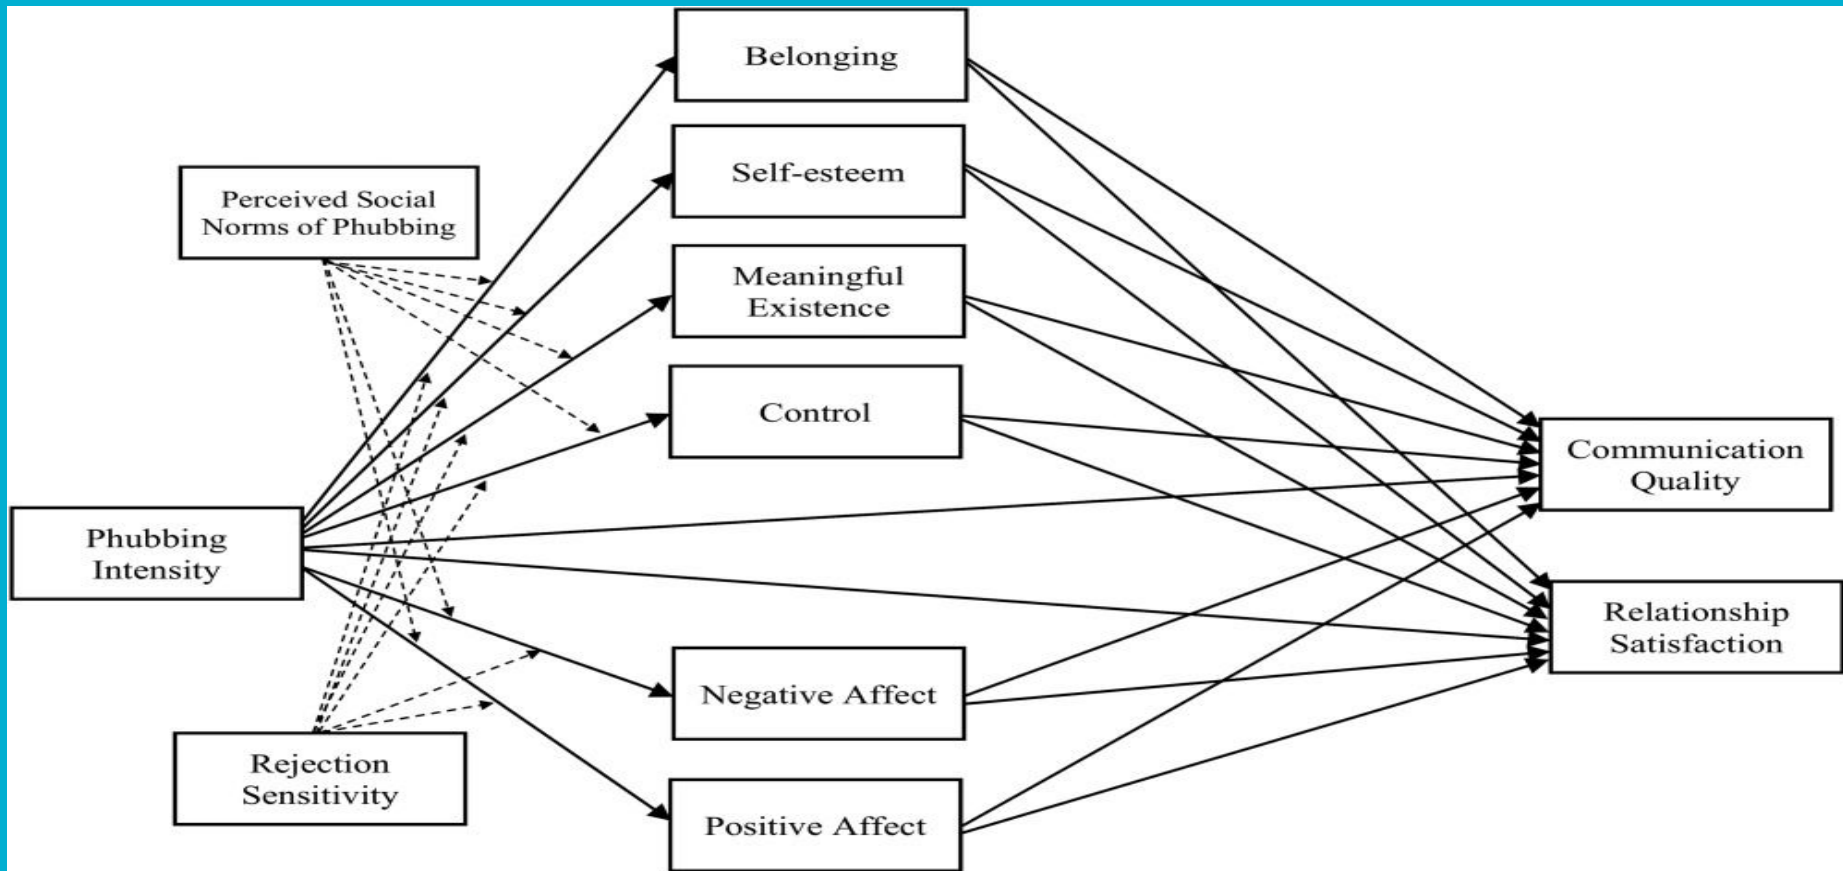 Belonging
Self-esteem
Perceived Social
Norms of Phubbing
Meaningful
Existence
Control
Communication
Quality
Phubbing
Intensity
Relationship
Satisfaction
Negative Affect
Rejection
Sensitivity
Positive Affect